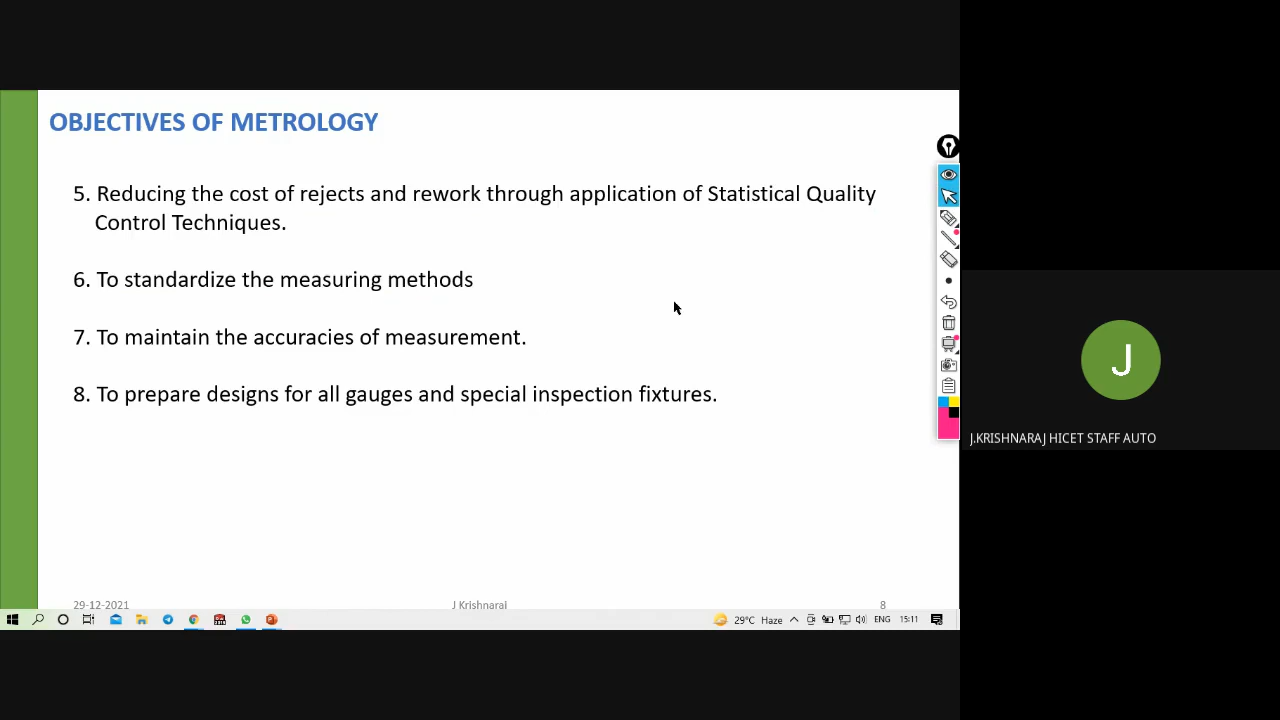 OBJECTIVES OF METROLOGY
5. Reducing the cost of rejects and rework through application of Statistical Quality
Control Techniques.
6. To standardize the measuring methods
7. To maintain the accuracies of measurement.
8. To prepare designs for all gauges and special inspection fixtures.
29-12-2021
J Krishnaraj
8
29°C Haze
ENG
15:11
J
J.KRISHNARAJ HICET STAFF AUTO